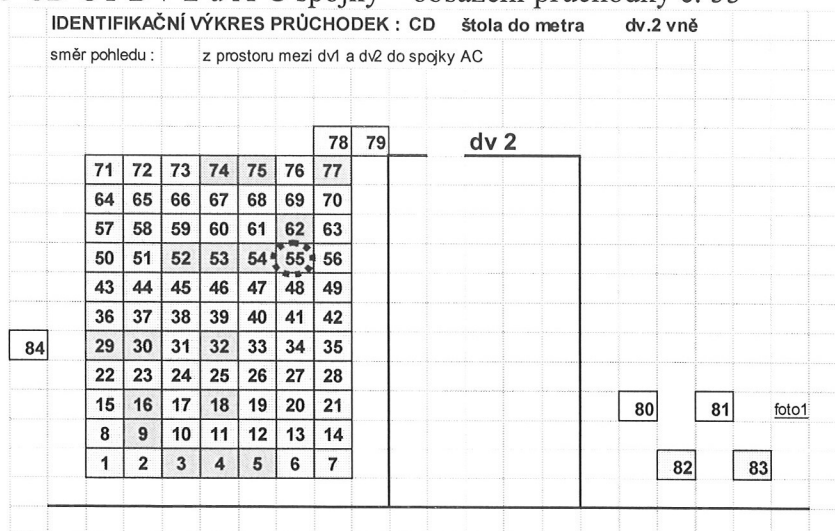 IDENTIFIKAČNÍ VÝKRES PRŮCHODEK : CD štola do metra dv.2 vně
směr pohledu : z prostoru mezi dv1 a dv2 do spojky AC
78 79 dv 2
71 72 73 74 75 76 77
64 65 66 67 68 69 70
57 58 59 60 61 62 63
50 51 52 53 54 55 56
43 44 45 46 47 48 49
36 37 38 39 40 41 42
84 29 30 31 32 33 34 35
22 23 24 25 26 27 28
15 16 17 18 19 20 21 80 81 foto1
8 9 10 11 12 13 14
1 2 3 4 5 6 7 82 83